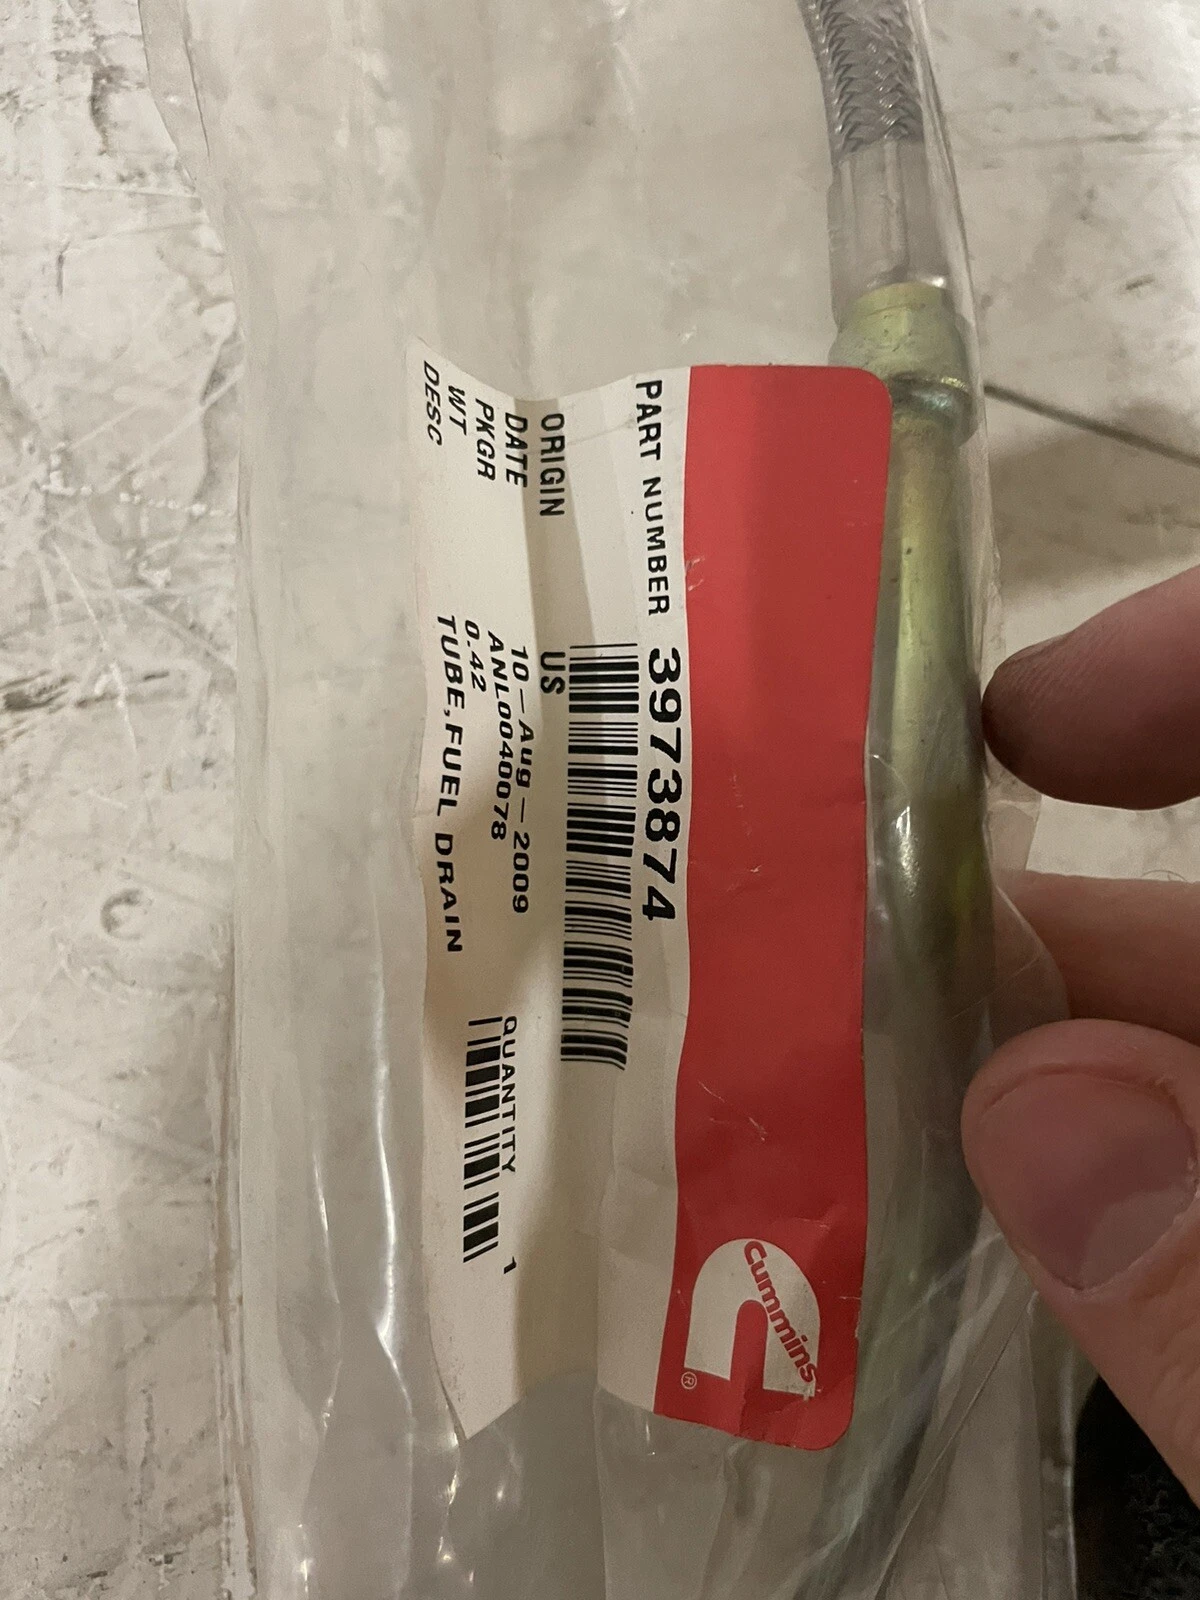 Cummins
®
PART NUMBER 3973874
ORIGIN US
DATE 10-Aug-2009
PKGR ANL0040078
WT 0.42
DESC TUBE,FUEL DRAIN
QUANTITY 1